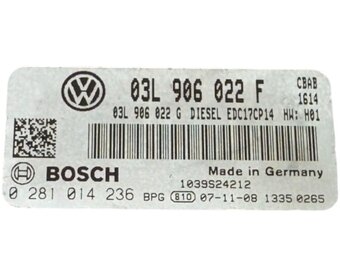 03L 906 022 F
CBAB
1614
03L 906 022 G DIESEL EDC17CP14 HW: H01
BOSCH
Made in Germany
1039S24212
0 281 014 236 BPG 810 07-11-08 1335 0265